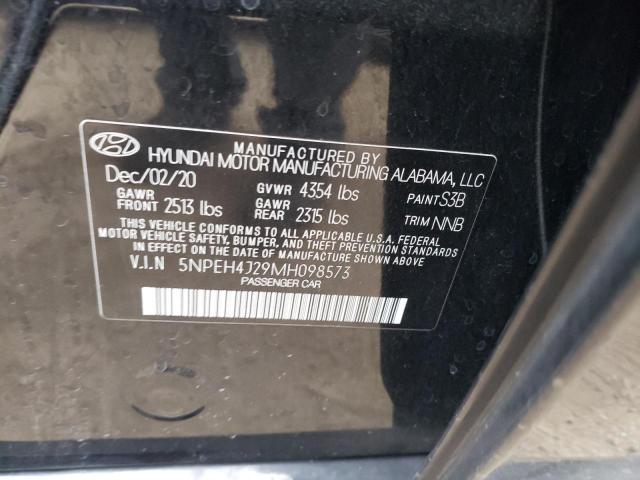 MANUFACTURED BY
HYUNDAI MOTOR MANUFACTURING ALABAMA, LLC
Dec/02/20 GVWR 4354 lbs PAINT S3B
GAWR FRONT 2513 lbs GAWR REAR 2315 lbs TRIM NNB
THIS VEHICLE CONFORMS TO ALL APPLICABLE U.S.A. FEDERAL
MOTOR VEHICLE SAFETY, BUMPER, AND THEFT PREVENTION STANDARDS
IN EFFECT ON THE DATE OF MANUFACTURE SHOWN ABOVE.
V.I.N 5NPEH4J29MH098573
PASSENGER CAR